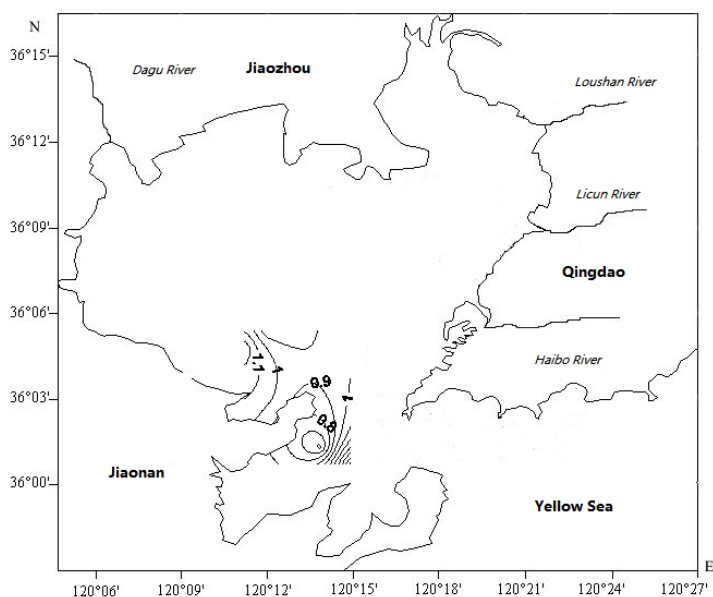 N
36°15'
Dagu River
Jiaozhou
Loushan River
36°12'
Licun River
36°09'
Qingdao
36°06'
Haibo River
1.1
1
0.9
1
36°03'
0.8
Jiaonan
36°00'
Yellow Sea
E
120°06' 120°09' 120°12' 120°15' 120°18' 120°21' 120°24' 120°27'